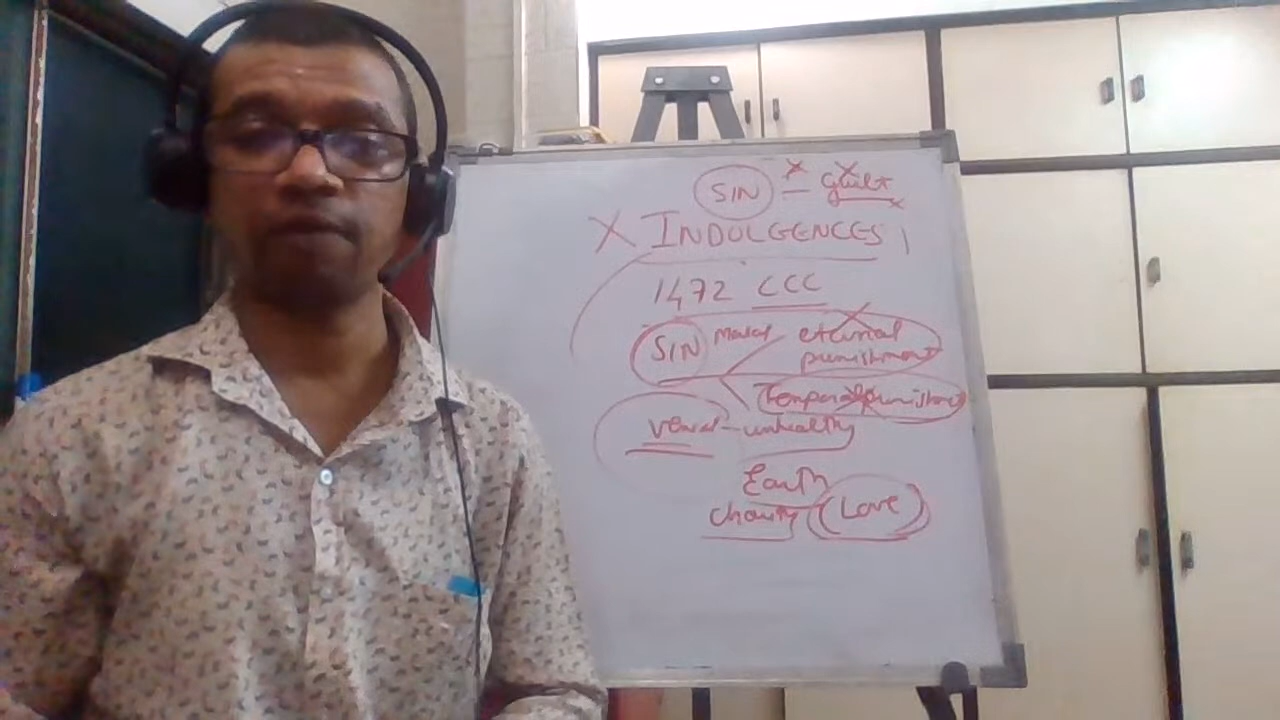 SIN - guilt
X INDULGENCES
1472 CCC
SIN Mortal eternal
punishment
Temporal punishment
venial - unhealthy
Earth
charity (Love)